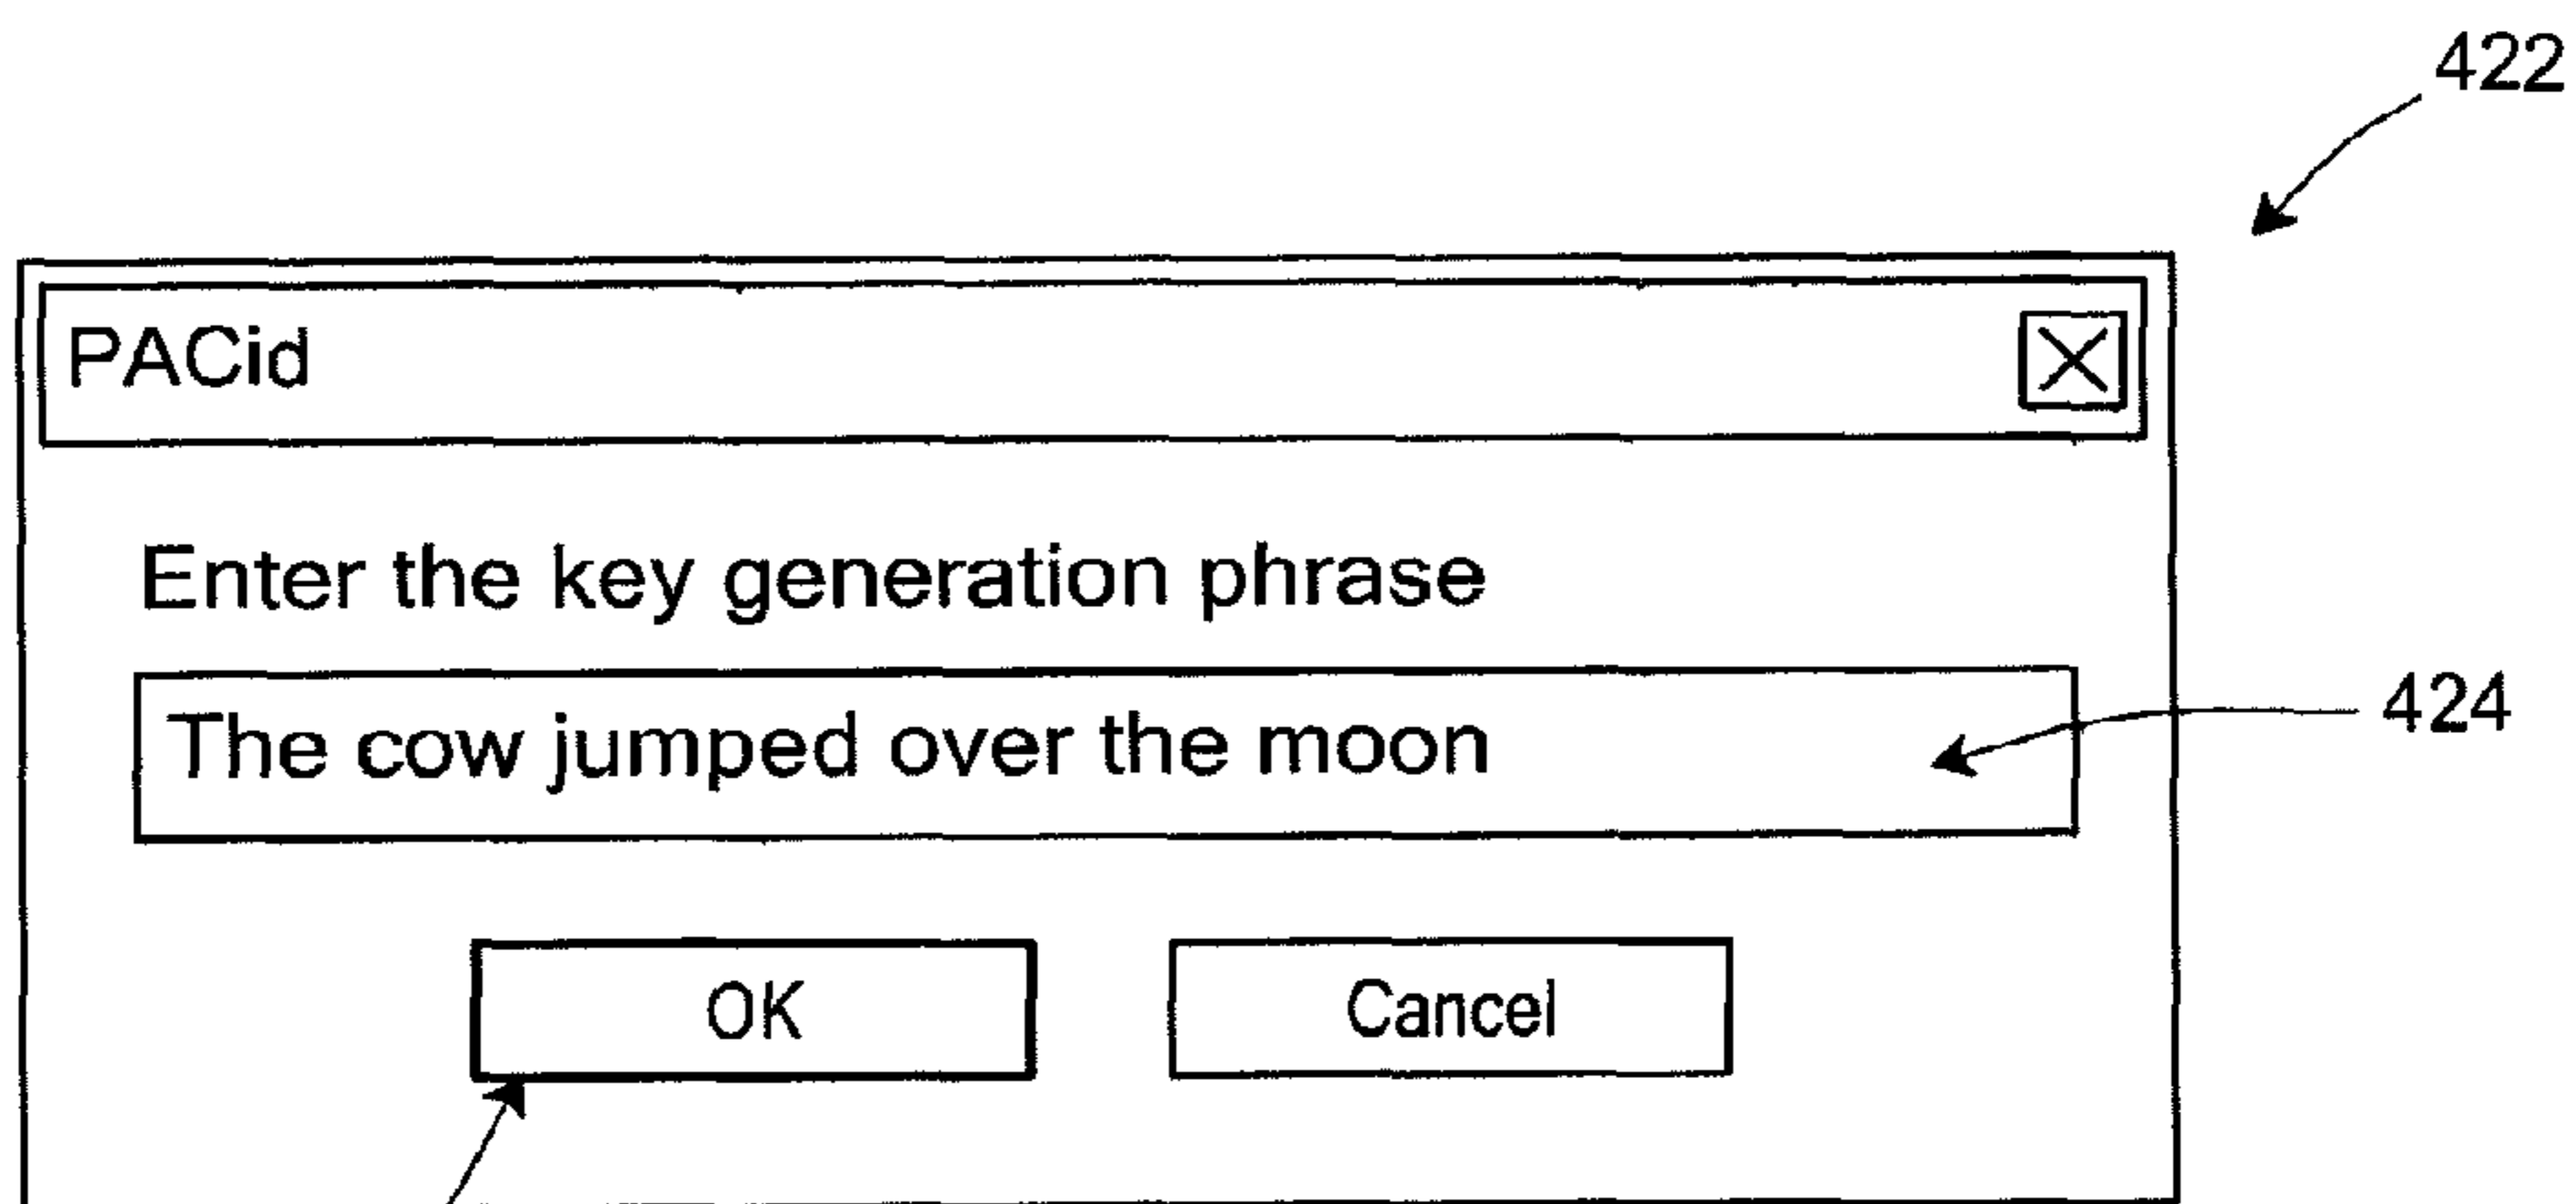 422
PACid
Enter the key generation phrase
The cow jumped over the moon
424
OK
Cancel